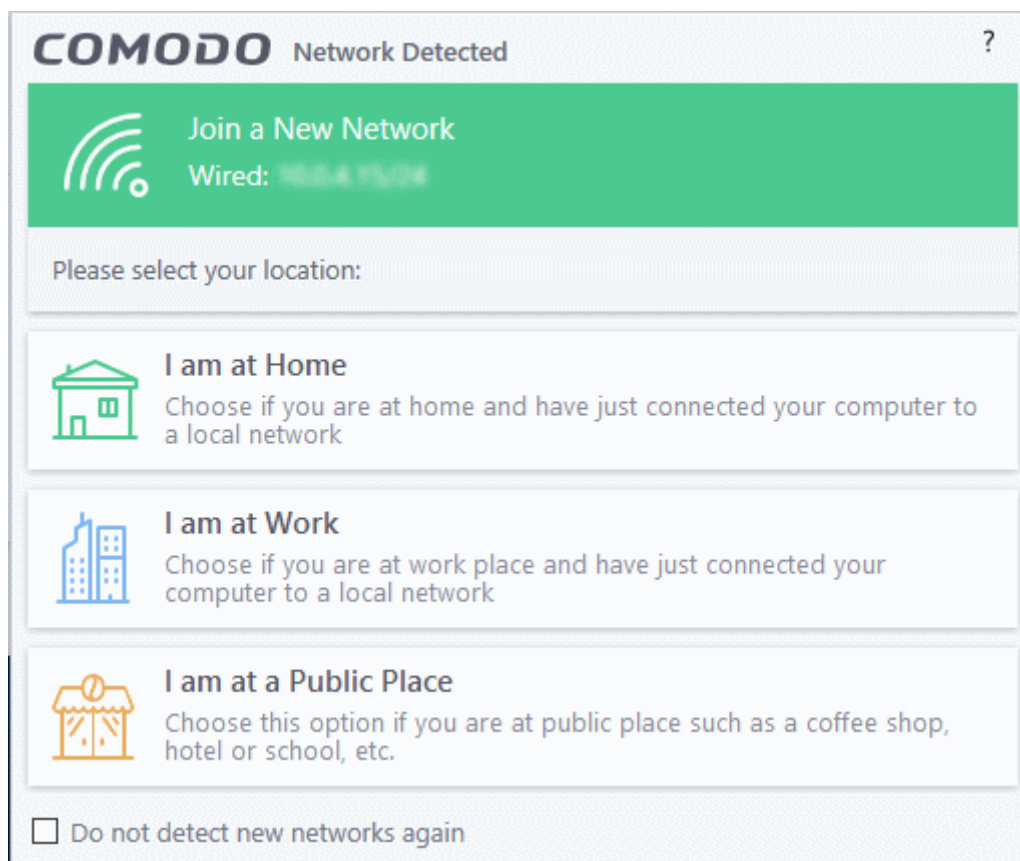 COMODO Network Detected ?
Join a New Network
Wired:
Please select your location:
I am at Home
Choose if you are at home and have just connected your computer to
a local network
I am at Work
Choose if you are at work place and have just connected your
computer to a local network
I am at a Public Place
Choose this option if you are at public place such as a coffee shop,
hotel or school, etc.
Do not detect new networks again